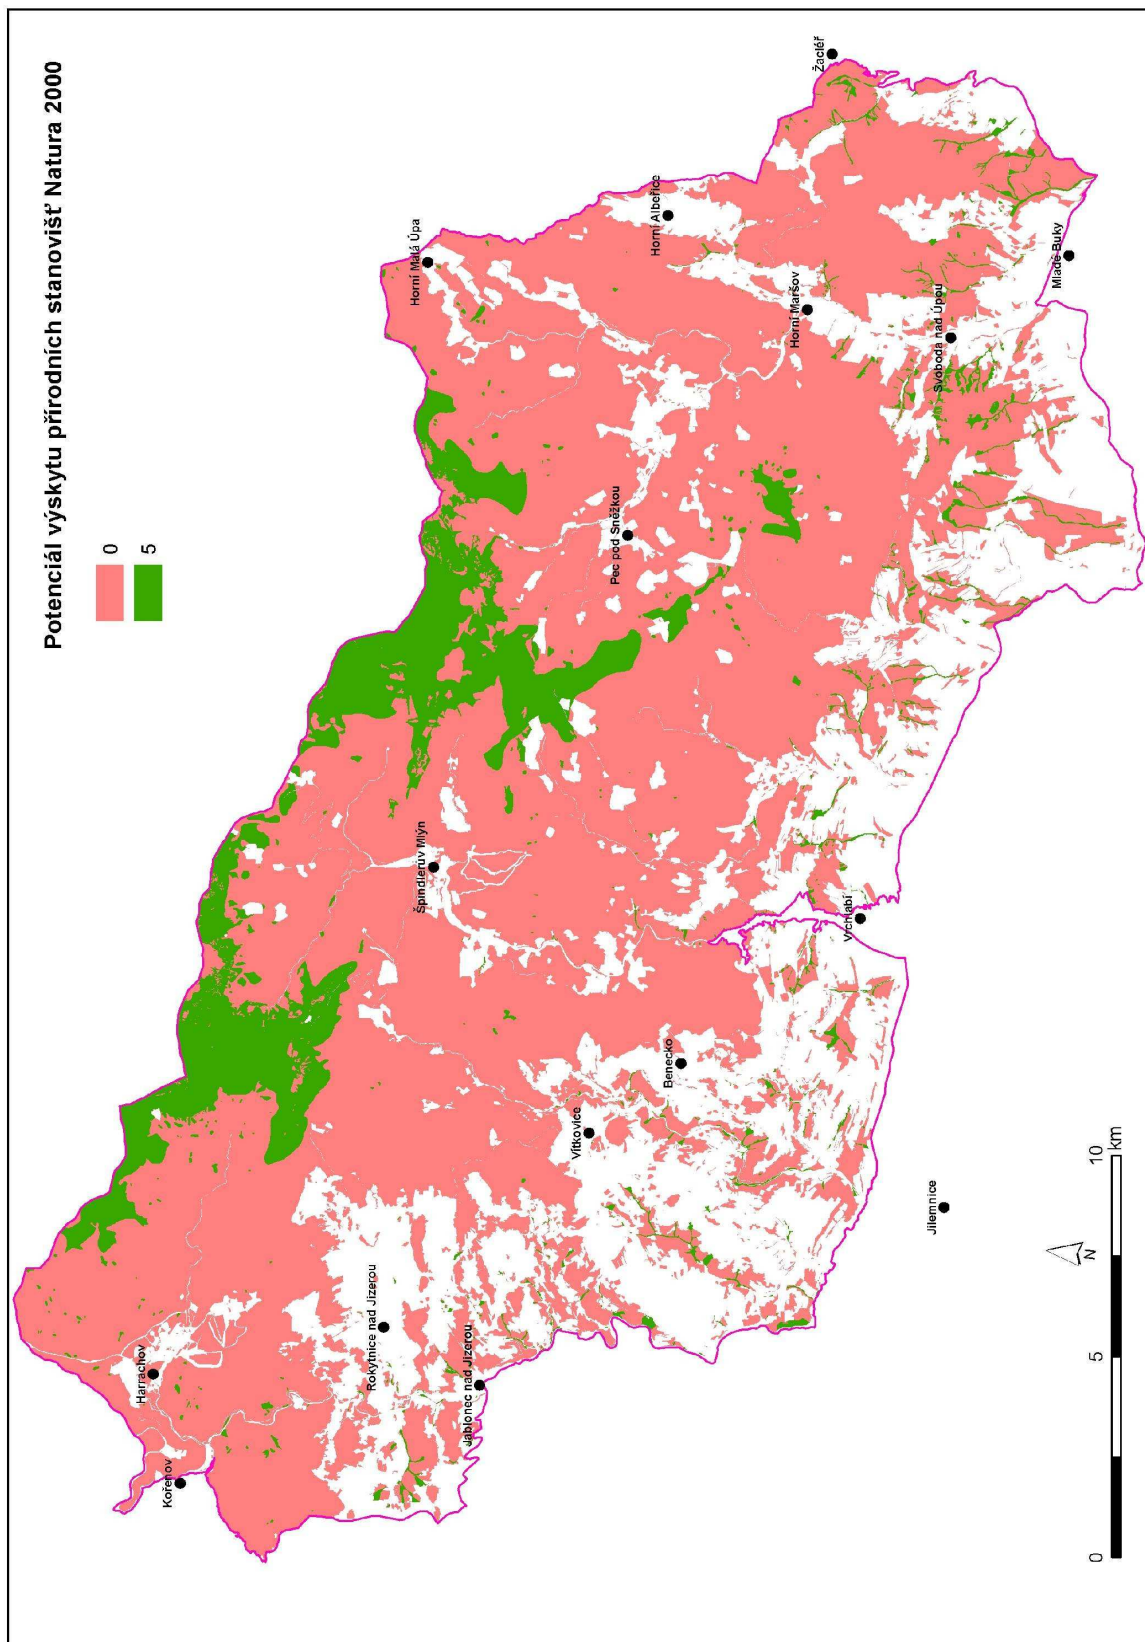 Potenciál výskytu přírodních stanovišť Natura 2000
0
5
Harrachov
Kořenov
Rokytnice nad Jizerou
Jablonec nad Jizerou
Vítkovice
Benecko
Jilemnice
Vrchlabí
Špindlerův Mlýn
Pec pod Sněžkou
Horní Malá Úpa
Horní Albeřice
Horní Maršov
Svoboda nad Úpou
Mladé Buky
Žacléř
N
0
5
10
km